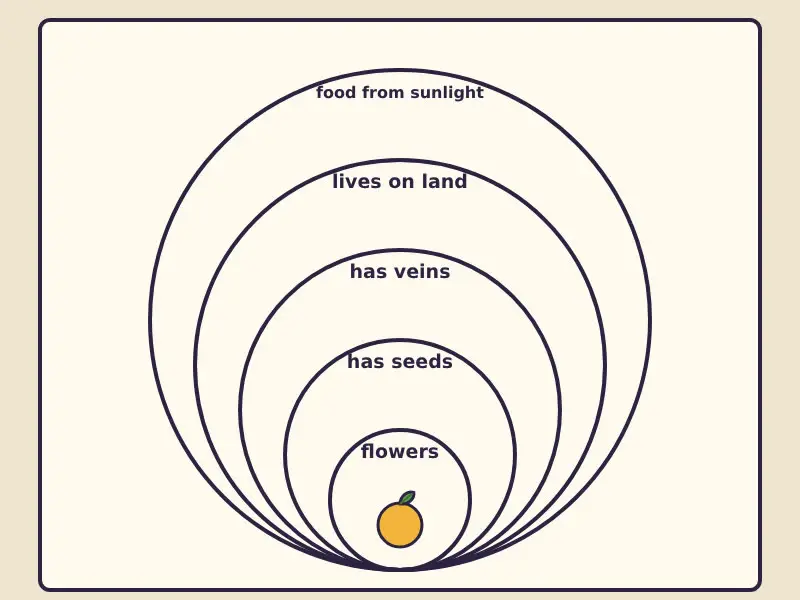 food from sunlight
lives on land
has veins
has seeds
flowers